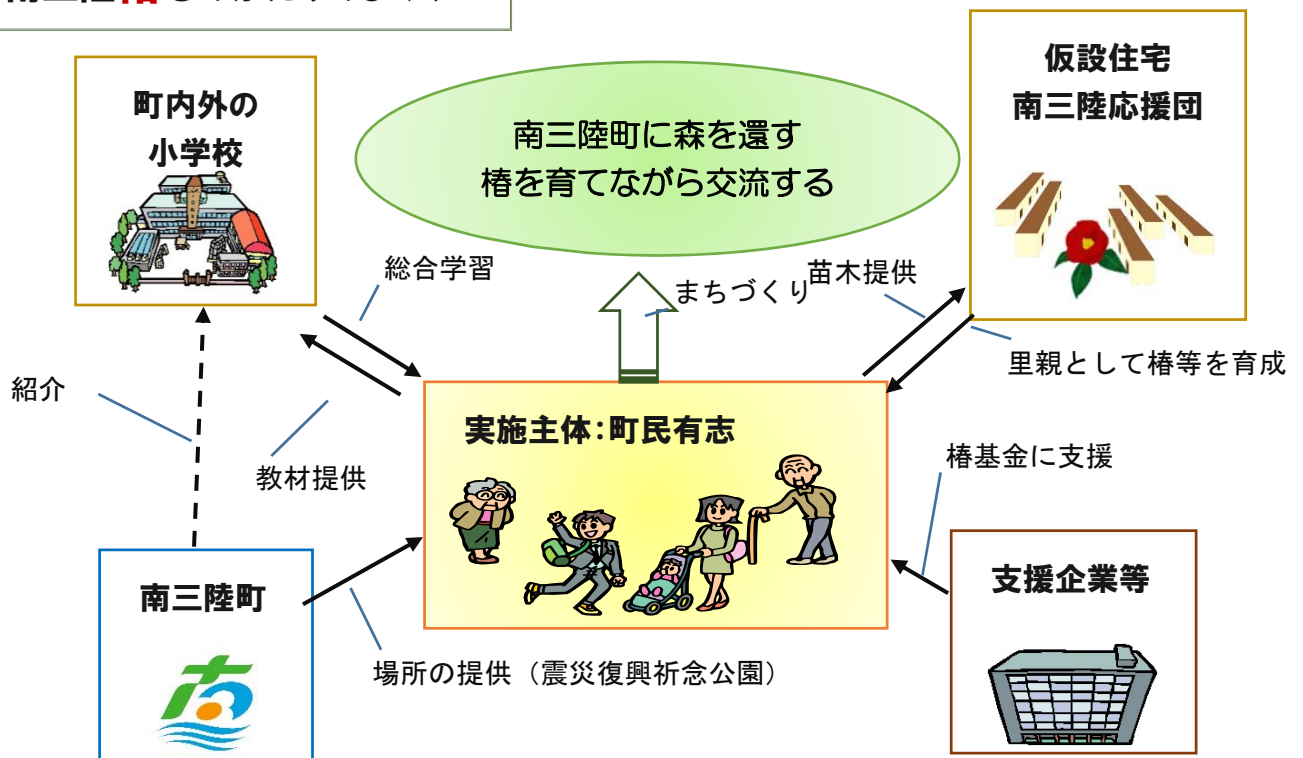 南三陸椿
町内外の
小学校
南三陸町に森を還す
椿を育てながら交流する
仮設住宅
南三陸応援団
総合学習
まちづくり
苗木提供
里親として椿等を育成
紹介
教材提供
実施主体:町民有志
椿基金に支援
南三陸町
場所の提供(震災復興祈念公園)
支援企業等